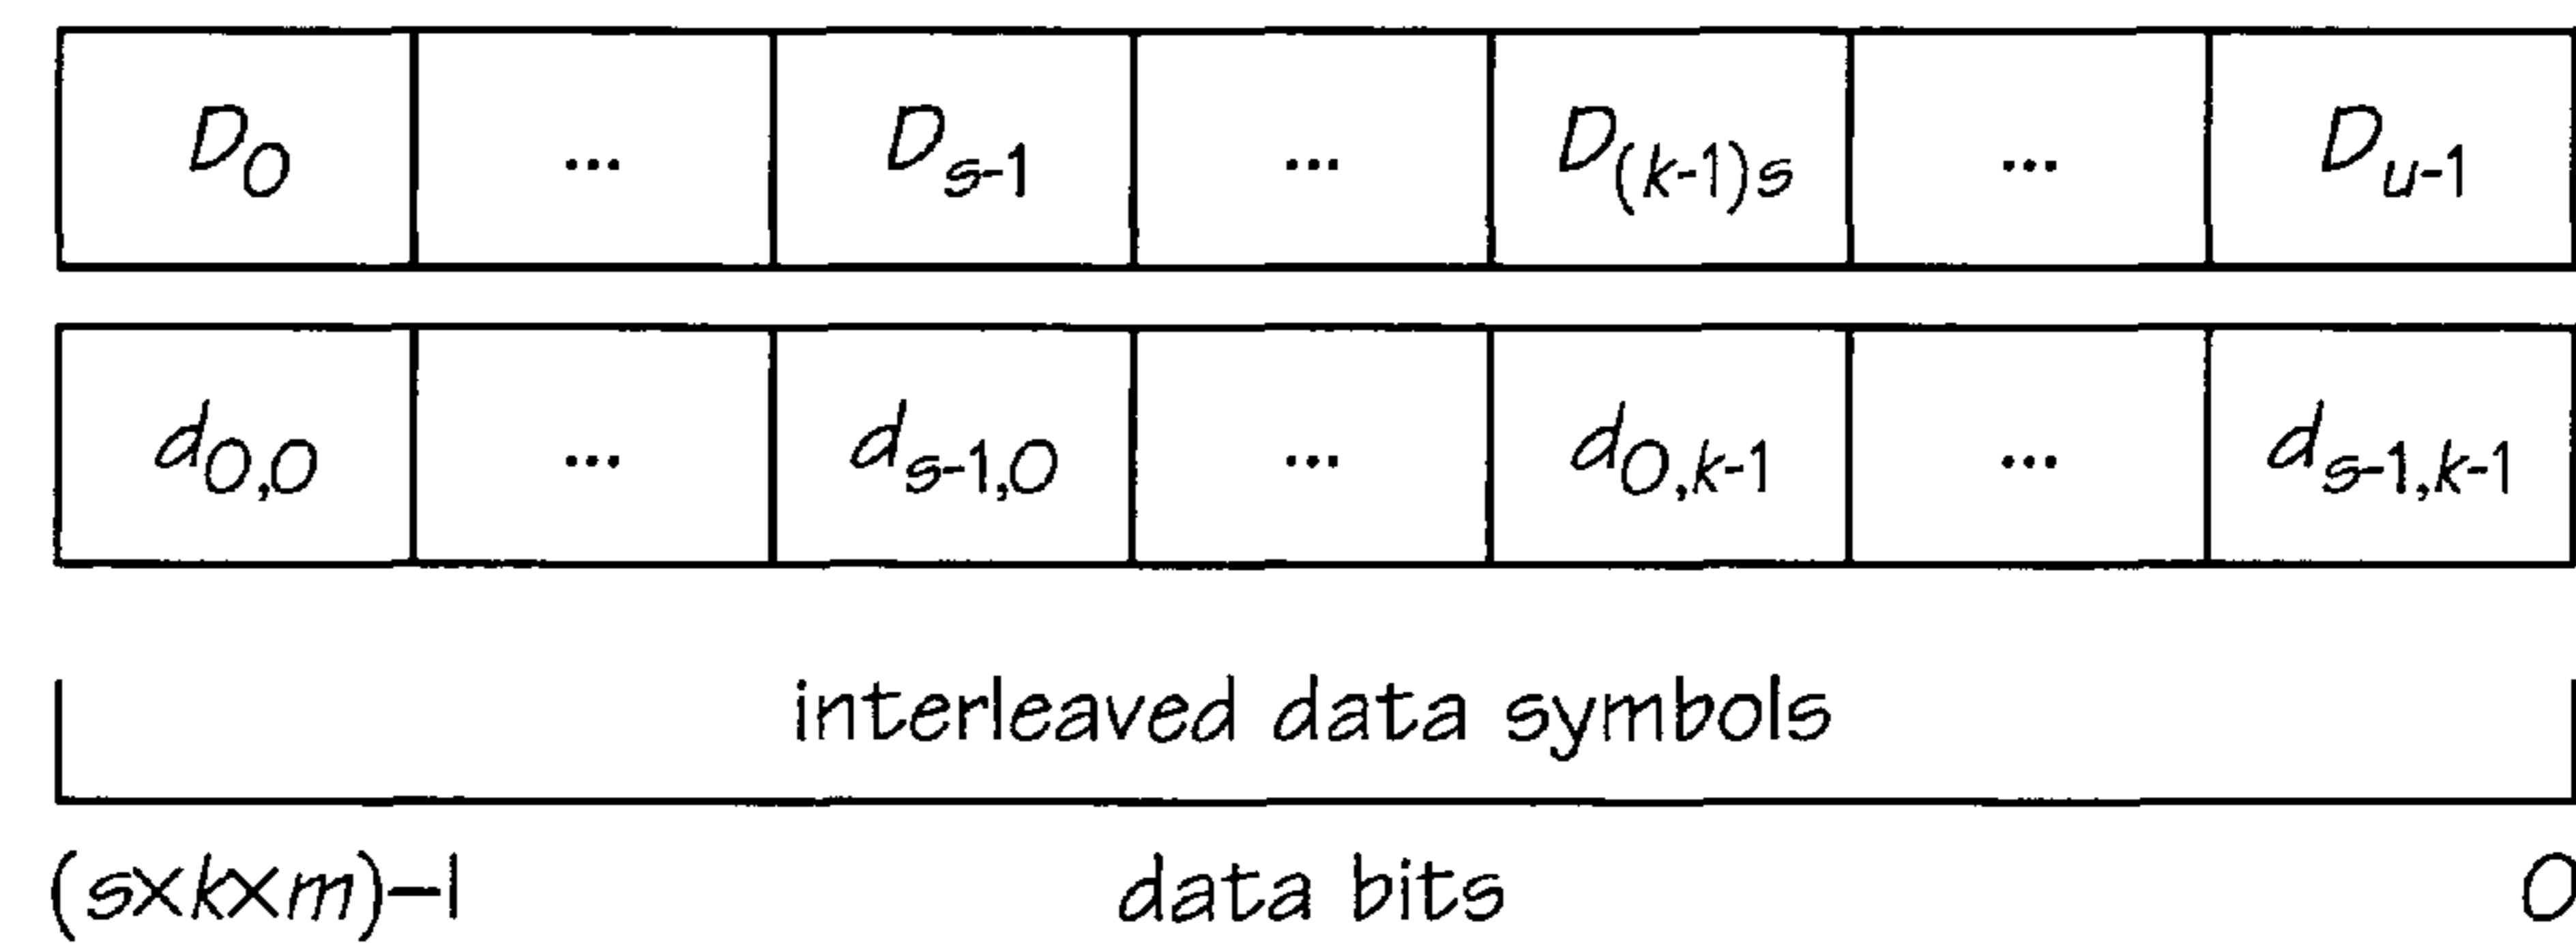 D0 ... Ds-1 ... D(k-1)s ... Du-1
d0,0 ... ds-1,0 ... d0,k-1 ... ds-1,k-1
interleaved data symbols
(s×k×m)–1 data bits 0